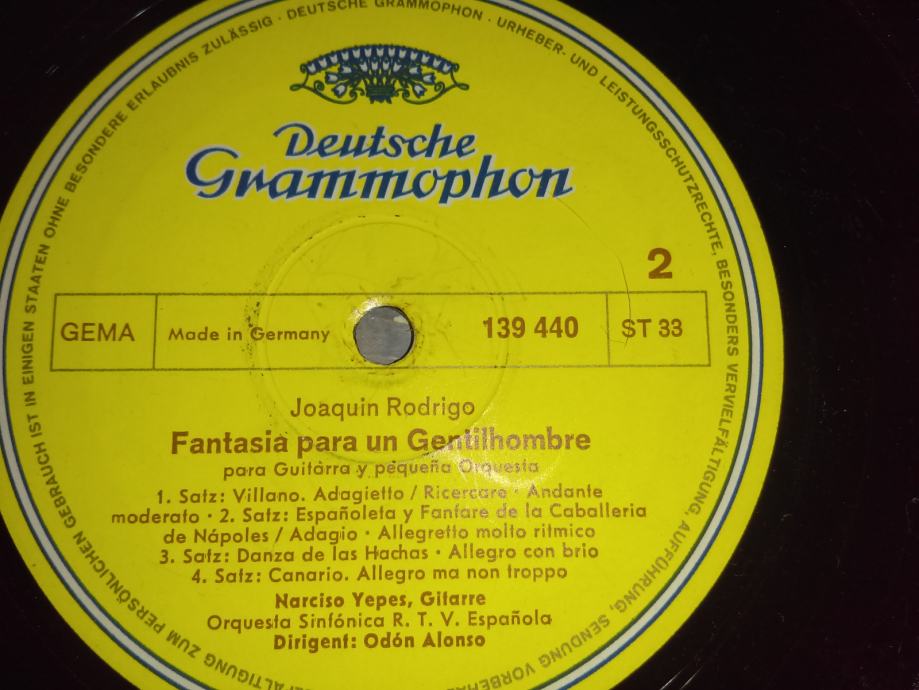 DEUTSCHE GRAMMOPHON · URHEBER- UND LEISTUNGSSCHUTZRECHTE, BESONDERS VERVIELFÄLTIGUNG, AUFFÜHRUNG, SENDUNG
ZUM PERSÖNLICHEN GEBRAUCH IST IN EINIGEN STAATEN OHNE BESONDERE ERLAUBNIS ZULÄSSIG ·
Deutsche
Grammophon
2
GEMA Made in Germany 139 440 ST 33
Joaquin Rodrigo
Fantasia para un Gentilhombre
para Guitarra y pequeña Orquesta
1. Satz: Villano. Adagietto / Ricercare · Andante
moderato · 2. Satz: Españoleta y Fanfare de la Caballeria
de Nápoles / Adagio · Allegretto molto ritmico
3. Satz: Danza de las Hachas · Allegro con brio
4. Satz: Canario. Allegro ma non troppo
Narciso Yepes, Gitarre
Orquesta Sinfónica R. T. V. Española
Dirigent: Odón Alonso